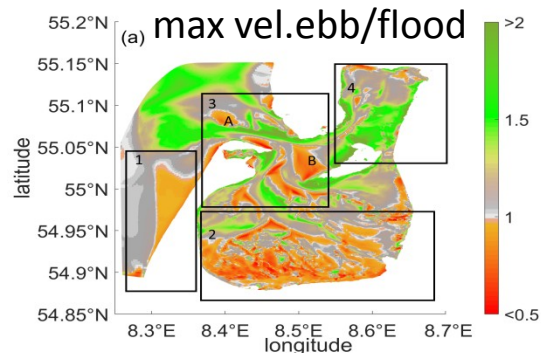 (a) max vel.ebb/flood
55.2°N
55.15°N
55.1°N
55.05°N
55°N
54.95°N
54.9°N
54.85°N
latitude
1
2
3
4
A
B
8.3°E
8.4°E
8.5°E
8.6°E
8.7°E
longitude
>2
1.5
1
<0.5